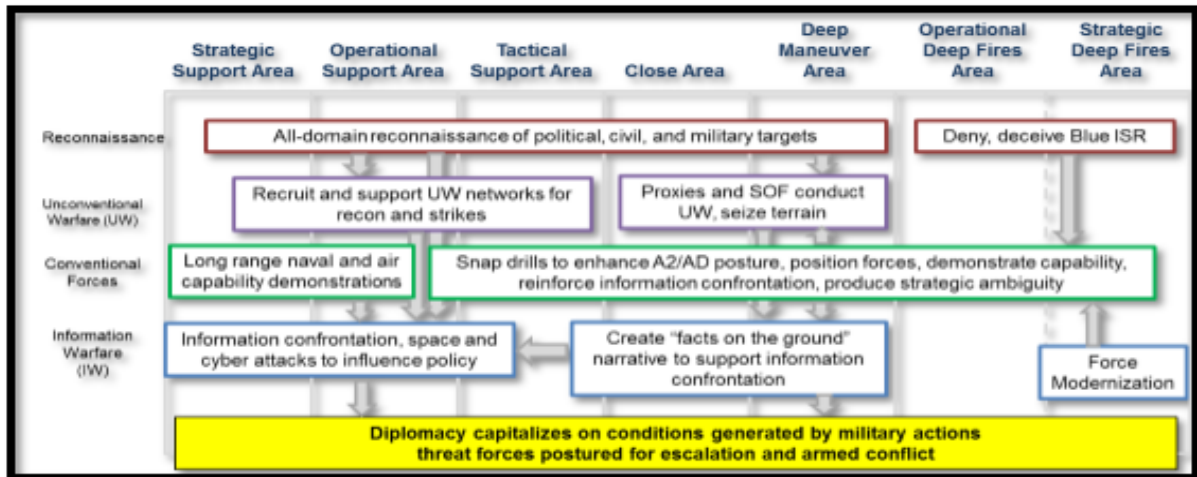 Strategic
Support Area
Operational
Support Area
Tactical
Support Area
Close Area
Deep
Maneuver
Area
Operational
Deep Fires
Area
Strategic
Deep Fires
Area
Reconnaissance
All-domain reconnaissance of political, civil, and military targets
Deny, deceive Blue ISR
Unconventional
Warfare (UW)
Recruit and support UW networks for
recon and strikes
Proxies and SOF conduct
UW, seize terrain
Conventional
Forces
Long range naval and air
capability demonstrations
Snap drills to enhance A2/AD posture, position forces, demonstrate capability,
reinforce information confrontation, produce strategic ambiguity
Information
Warfare
(IW)
Information confrontation, space and
cyber attacks to influence policy
Create “facts on the ground”
narrative to support information
confrontation
Force
Modernization
Diplomacy capitalizes on conditions generated by military actions
threat forces postured for escalation and armed conflict